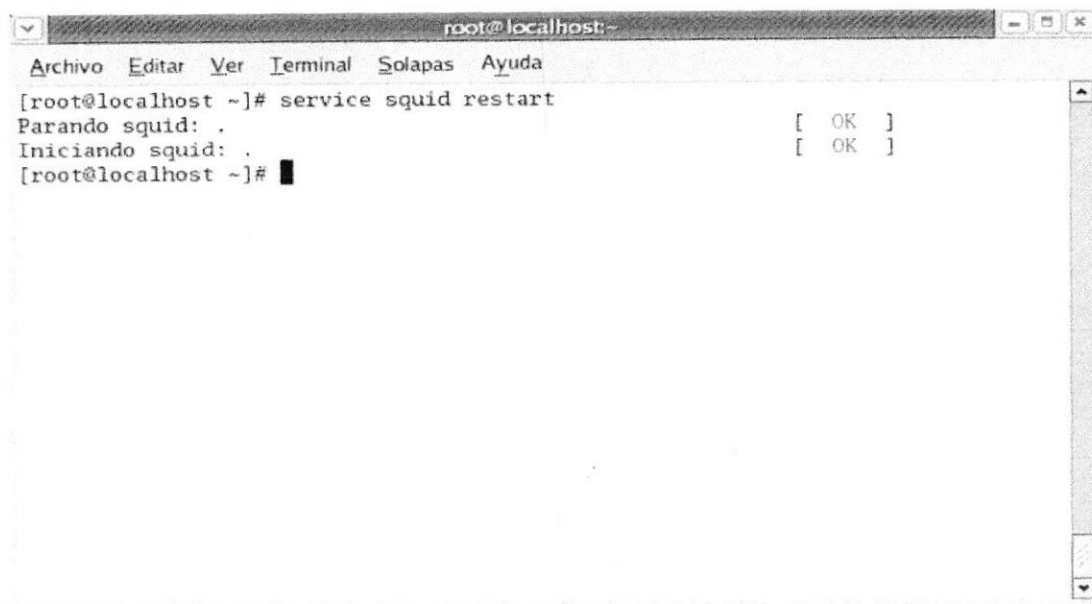 root@localhost:~
Archivo Editar Ver Terminal Solapas Ayuda
[root@localhost ~]# service squid restart
Parando squid: . [ OK ]
Iniciando squid: . [ OK ]
[root@localhost ~]#